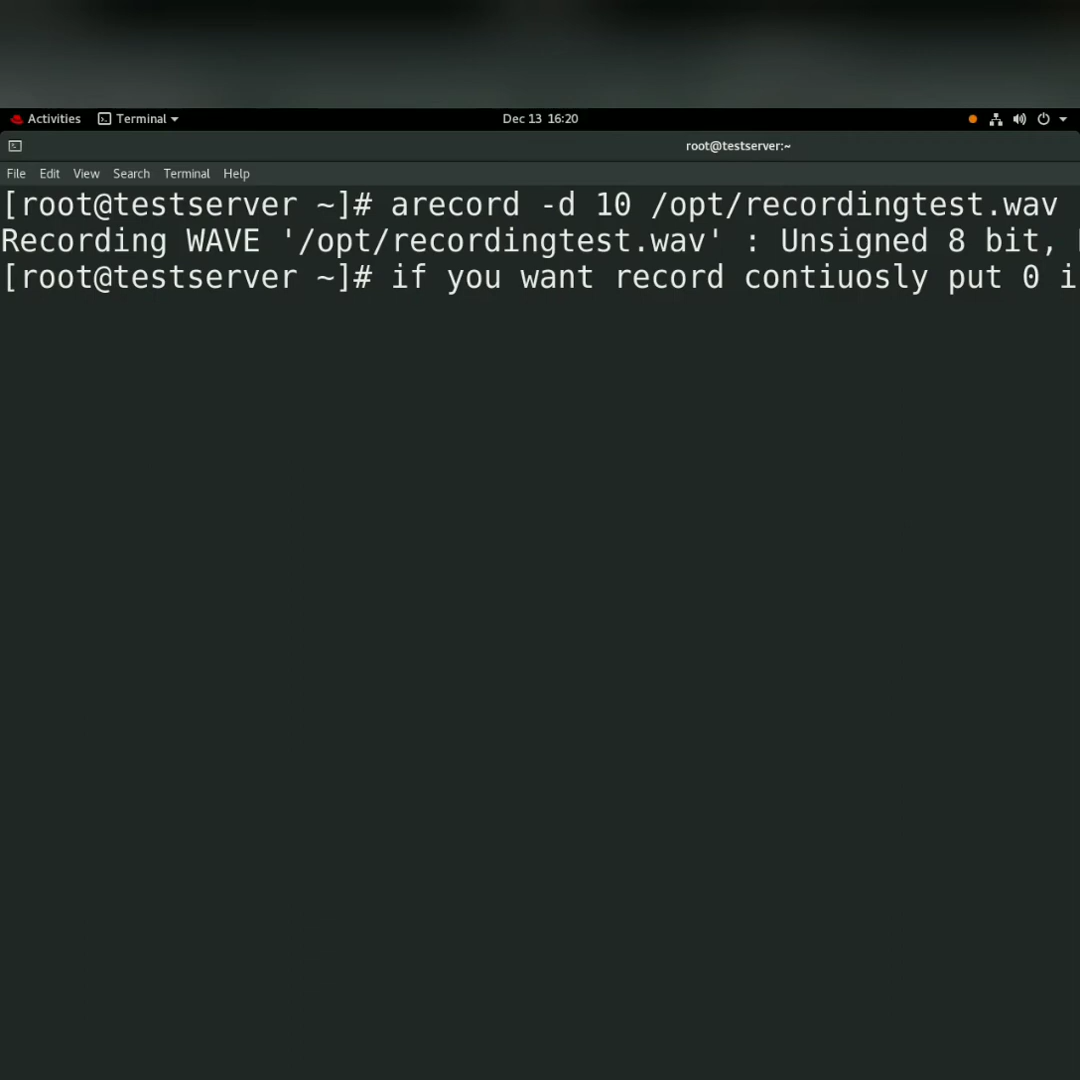 Activities Terminal Dec 13 16:20
root@testserver:~
File Edit View Search Terminal Help
[root@testserver ~]# arecord -d 10 /opt/recordingtest.wav
Recording WAVE '/opt/recordingtest.wav' : Unsigned 8 bit,
[root@testserver ~]# if you want record contiuosly put 0 i